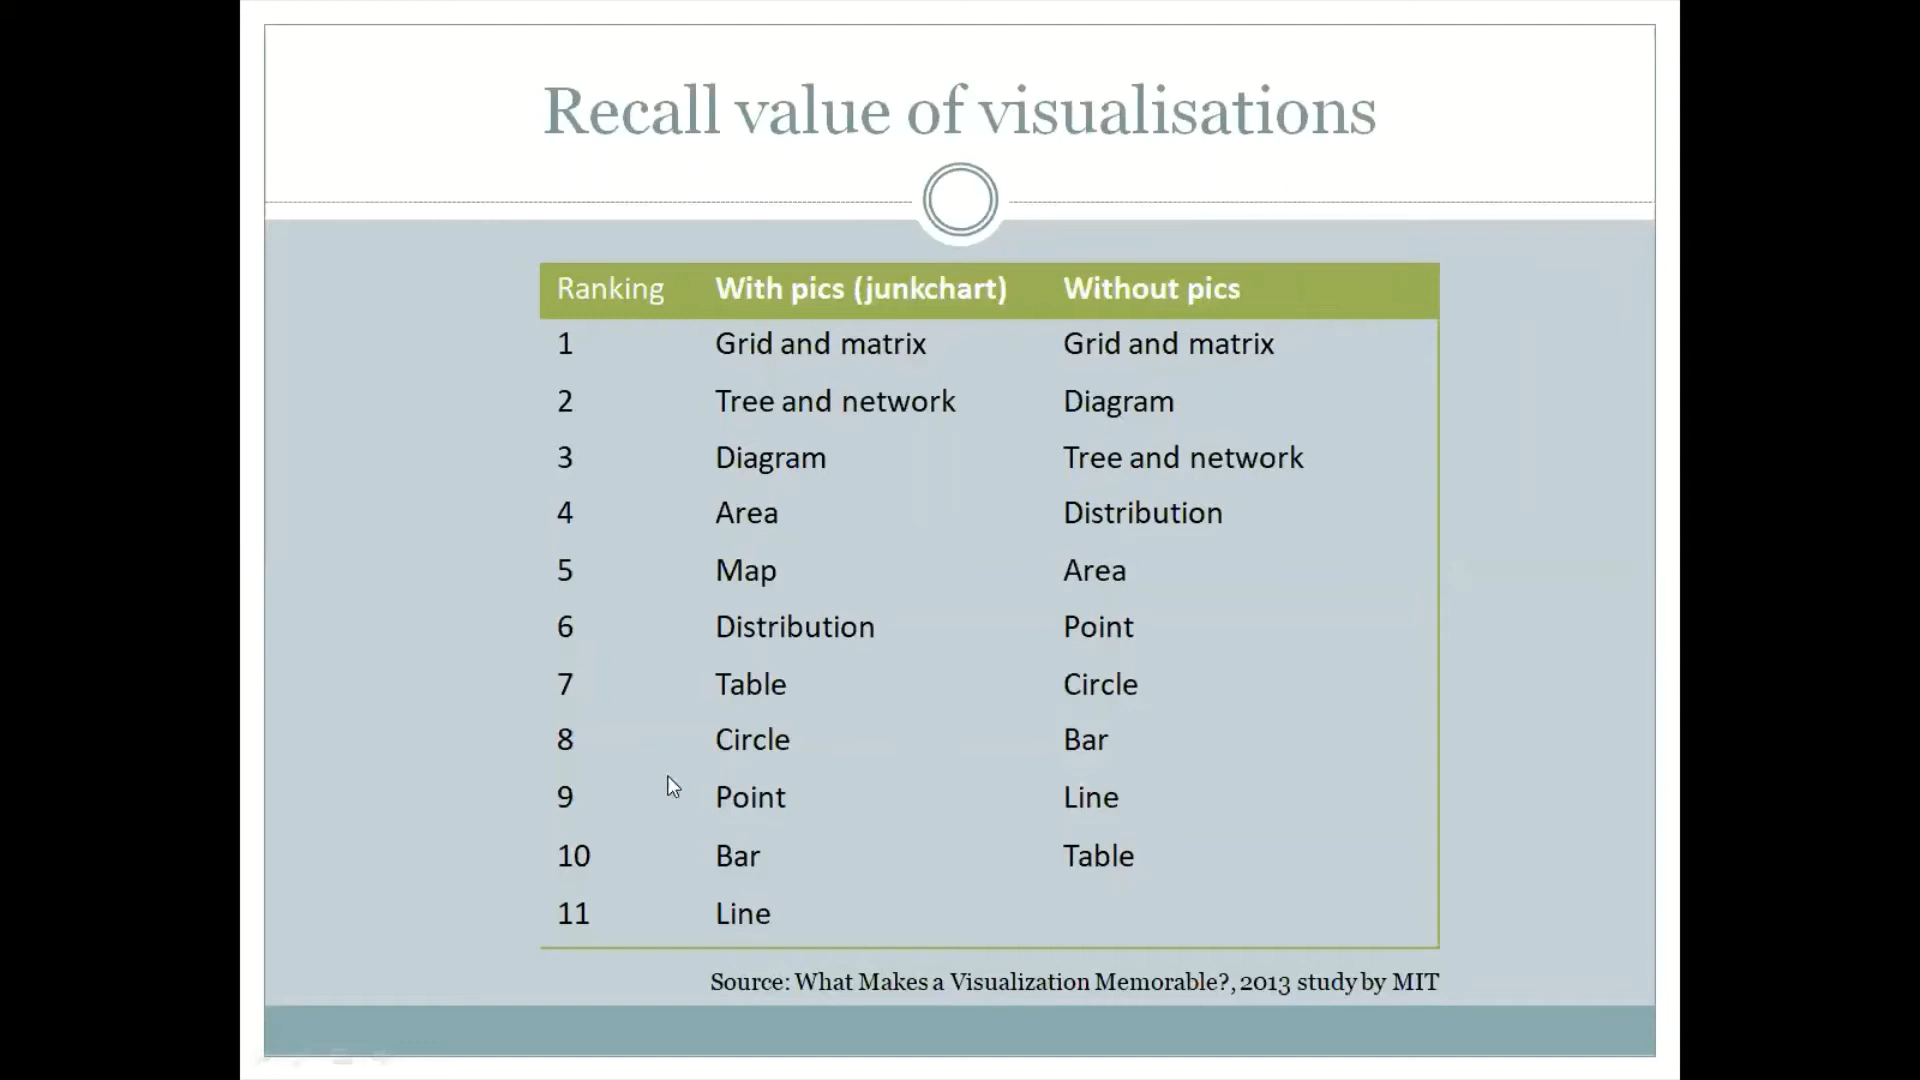 Recall value of visualisations
Ranking With pics (junkchart) Without pics
1 Grid and matrix Grid and matrix
2 Tree and network Diagram
3 Diagram Tree and network
4 Area Distribution
5 Map Area
6 Distribution Point
7 Table Circle
8 Circle Bar
9 Point Line
10 Bar Table
11 Line
Source: What Makes a Visualization Memorable?, 2013 study by MIT